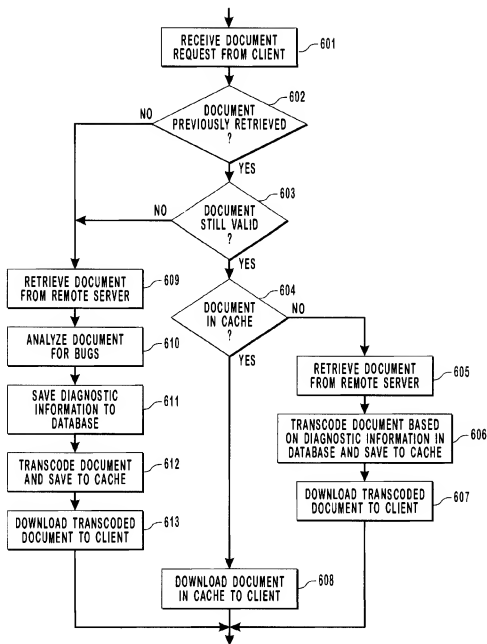 RECEIVE DOCUMENT
REQUEST FROM CLIENT
601
602
NO
DOCUMENT
PREVIOUSLY RETRIEVED
?
YES
603
NO
DOCUMENT
STILL VALID
?
YES
604
DOCUMENT
IN CACHE
?
NO
YES
RETRIEVE DOCUMENT
FROM REMOTE SERVER
609
ANALYZE DOCUMENT
FOR BUGS
610
SAVE DIAGNOSTIC
INFORMATION TO
DATABASE
611
TRANSCODE DOCUMENT
AND SAVE TO CACHE
612
DOWNLOAD TRANSCODED
DOCUMENT TO CLIENT
613
RETRIEVE DOCUMENT
FROM REMOTE SERVER
605
TRANSCODE DOCUMENT BASED
ON DIAGNOSTIC INFORMATION IN
DATABASE AND SAVE TO CACHE
606
DOWNLOAD TRANSCODED
DOCUMENT TO CLIENT
607
DOWNLOAD DOCUMENT
IN CACHE TO CLIENT
608